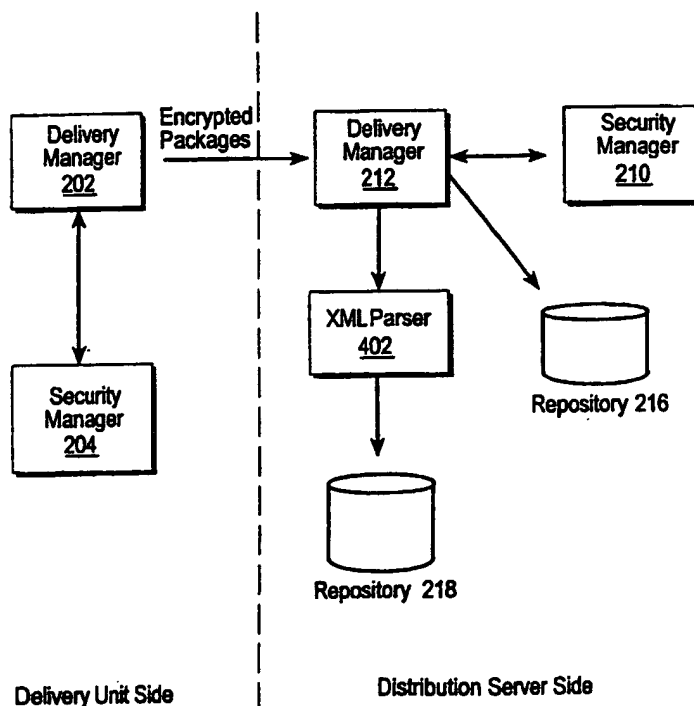 Delivery
Manager
202
Encrypted
Packages
Delivery
Manager
212
Security
Manager
210
XML Parser
402
Repository 216
Security
Manager
204
Repository 218
Delivery Unit Side
Distribution Server Side